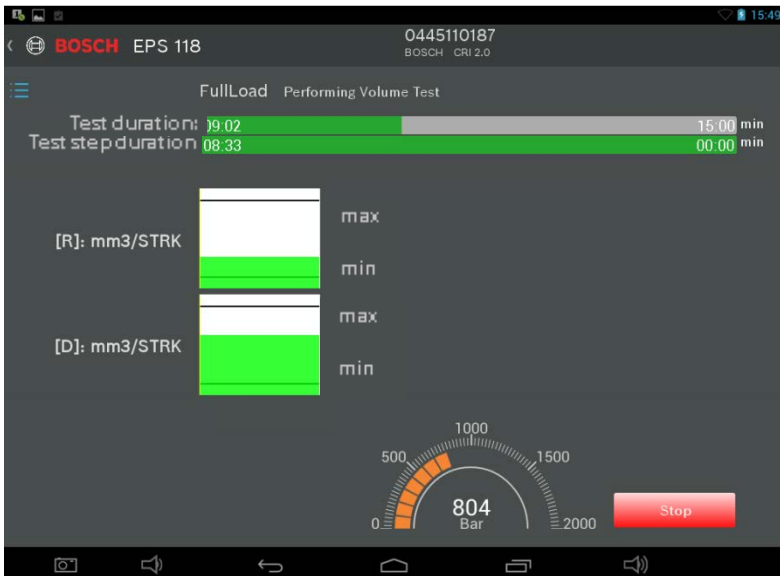 15:49
BOSCH EPS 118
0445110187
BOSCH CRI 2.0
FullLoad Performing Volume Test
Test duration: 09:02 15:00 min
Test step duration 08:33 00:00 min
max
[R]: mm3/STRK
min
max
[D]: mm3/STRK
min
1000
500 1500
804
Bar
0 2000
Stop